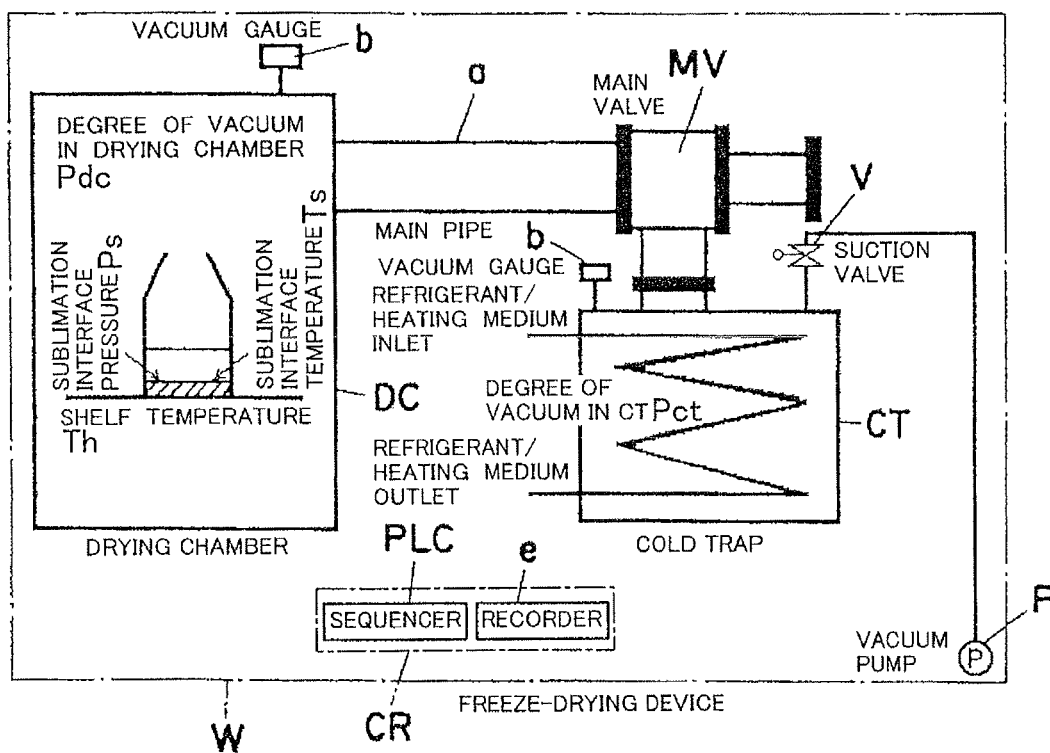 VACUUM GAUGE
b
a
MV
MAIN
VALVE
DEGREE OF VACUUM
IN DRYING CHAMBER
Pdc
V
MAIN PIPE
b
SUCTION
VALVE
VACUUM GAUGE
REFRIGERANT/
HEATING MEDIUM
INLET
SUBLIMATION
INTERFACE
PRESSURE Ps
SUBLIMATION
INTERFACE
TEMPERATURE Ts
DC
SHELF TEMPERATURE
Th
DEGREE OF
VACUUM IN CT Pct
CT
REFRIGERANT/
HEATING MEDIUM
OUTLET
DRYING CHAMBER
COLD TRAP
PLC
e
SEQUENCER
RECORDER
CR
VACUUM
PUMP
P
FREEZE-DRYING DEVICE
W